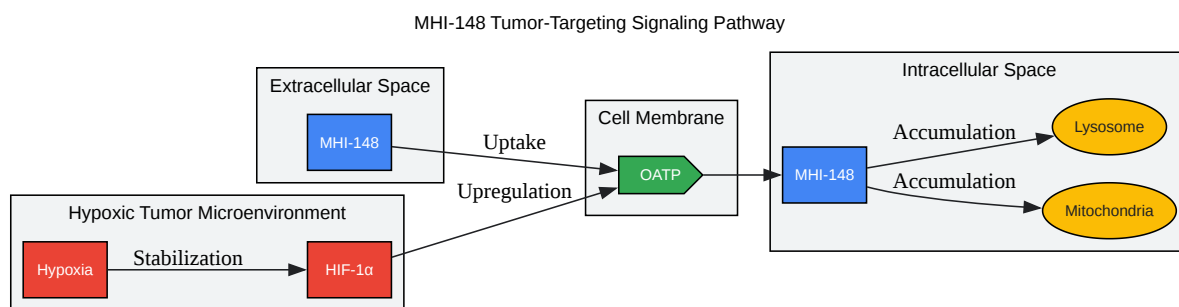 MHI-148 Tumor-Targeting Signaling Pathway
Extracellular Space
MHI-148
Uptake
Hypoxic Tumor Microenvironment
Hypoxia
Stabilization
HIF-1α
Upregulation
Cell Membrane
OATP
Intracellular Space
MHI-148
Accumulation
Lysosome
Accumulation
Mitochondria